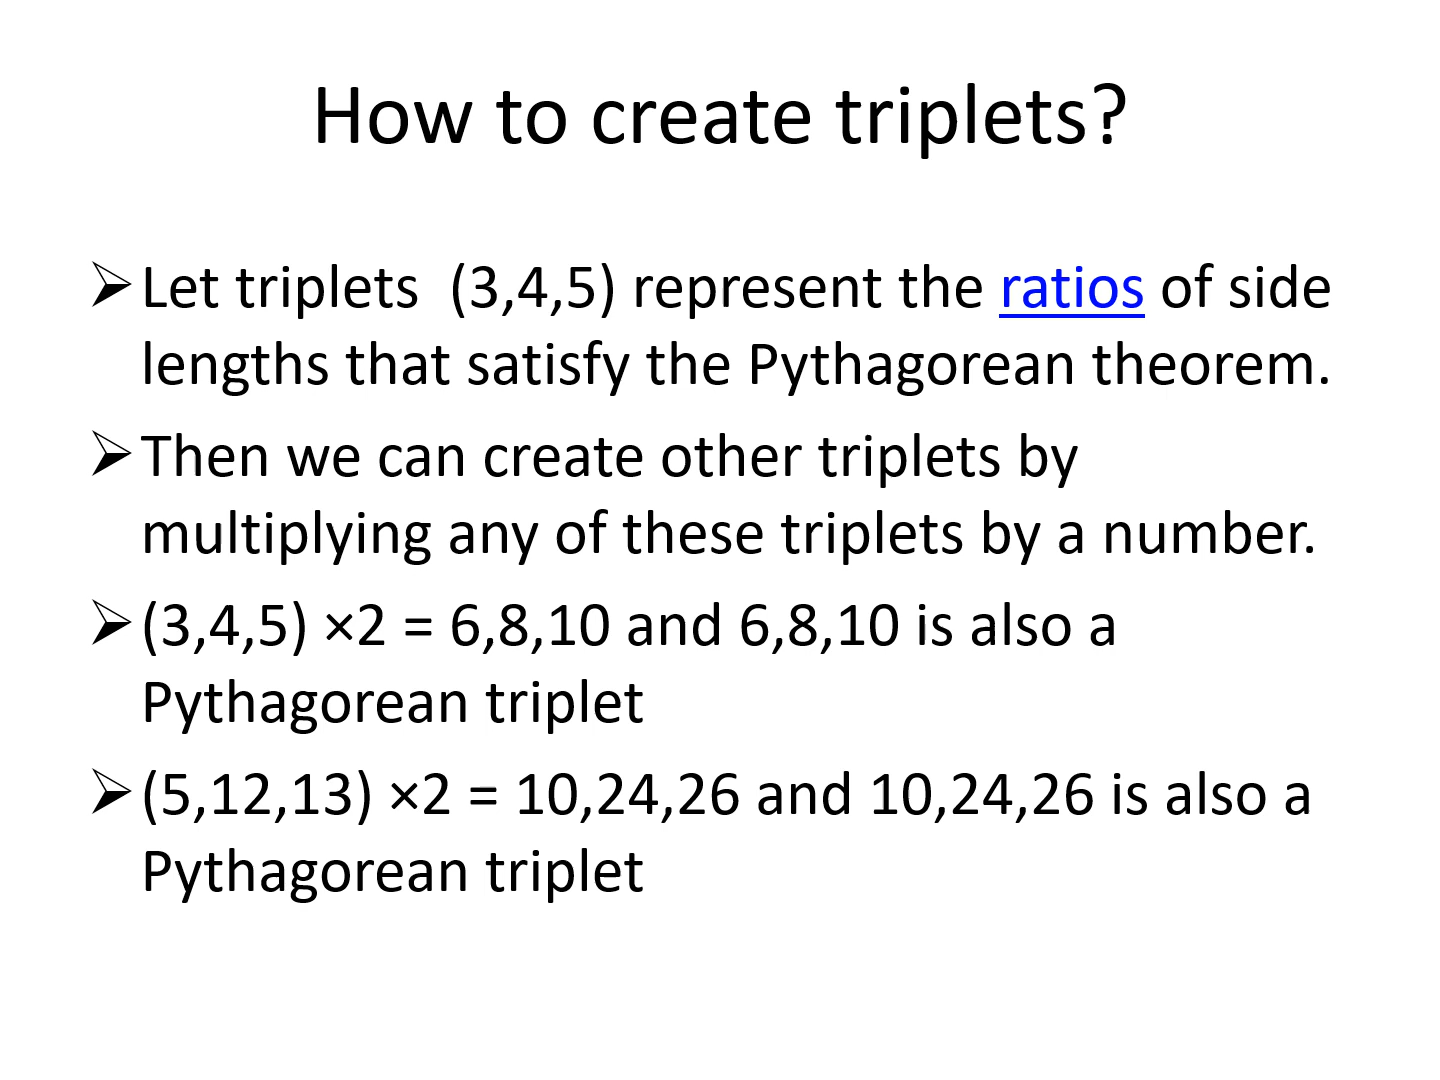 How to create triplets?
➢Let triplets  (3,4,5) represent the ratios of side
lengths that satisfy the Pythagorean theorem.
➢Then we can create other triplets by
multiplying any of these triplets by a number.
➢(3,4,5) ×2 = 6,8,10 and 6,8,10 is also a
Pythagorean triplet
➢(5,12,13) ×2 = 10,24,26 and 10,24,26 is also a
Pythagorean triplet